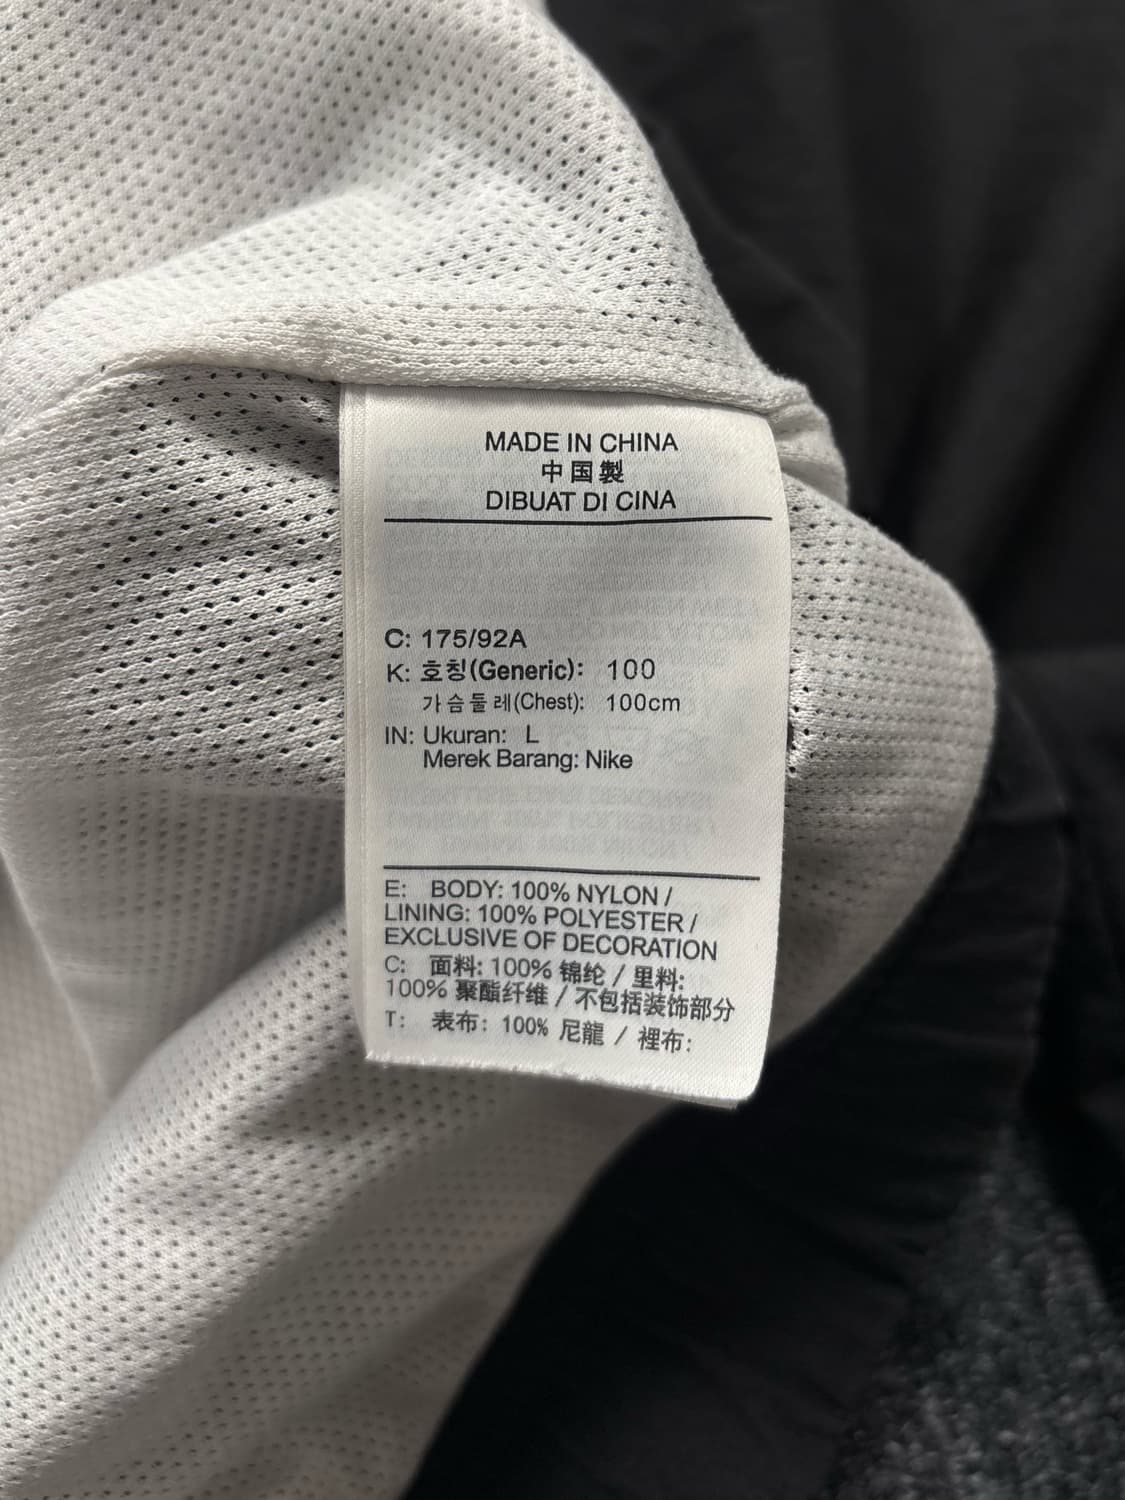 MADE IN CHINA
中国製
DIBUAT DI CINA
C: 175/92A
K: 호칭(Generic): 100
가슴둘레(Chest): 100cm
IN: Ukuran: L
Merek Barang: Nike
E: BODY: 100% NYLON /
LINING: 100% POLYESTER /
EXCLUSIVE OF DECORATION
C: 面料: 100% 锦纶 / 里料:
100% 聚酯纤维 / 不包括装饰部分
T: 表布: 100% 尼龍 / 裡布: